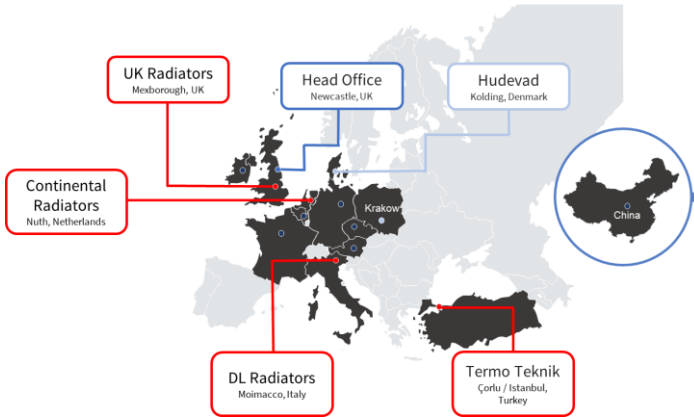 UK Radiators
Mexborough, UK
Head Office
Newcastle, UK
Hudevad
Kolding, Denmark
Continental
Radiators
Nuth, Netherlands
Krakow
China
DL Radiators
Moimacco, Italy
Termo Teknik
Çorlu / Istanbul,
Turkey